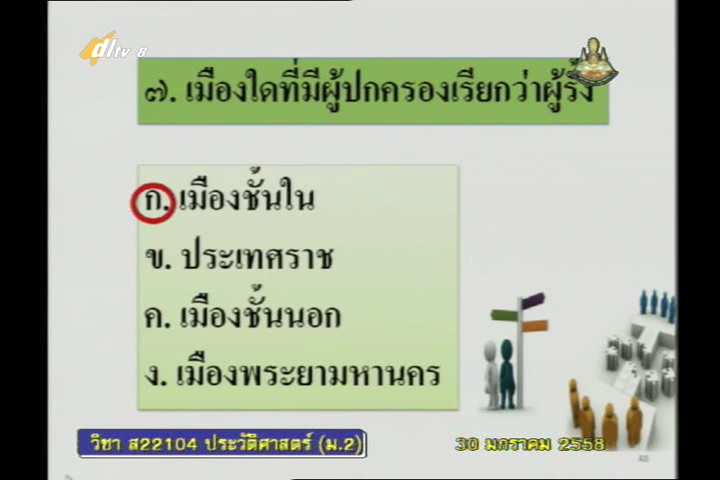 dltv 8
๗. เมืองใดที่มีผู้ปกครองเรียกว่าผู้รั้ง
ก. เมืองชั้นใน
ข. ประเทศราช
ค. เมืองชั้นนอก
ง. เมืองพระยามหานคร
วิชา ส22104 ประวัติศาสตร์ (ม.2)
30 มกราคม 2558